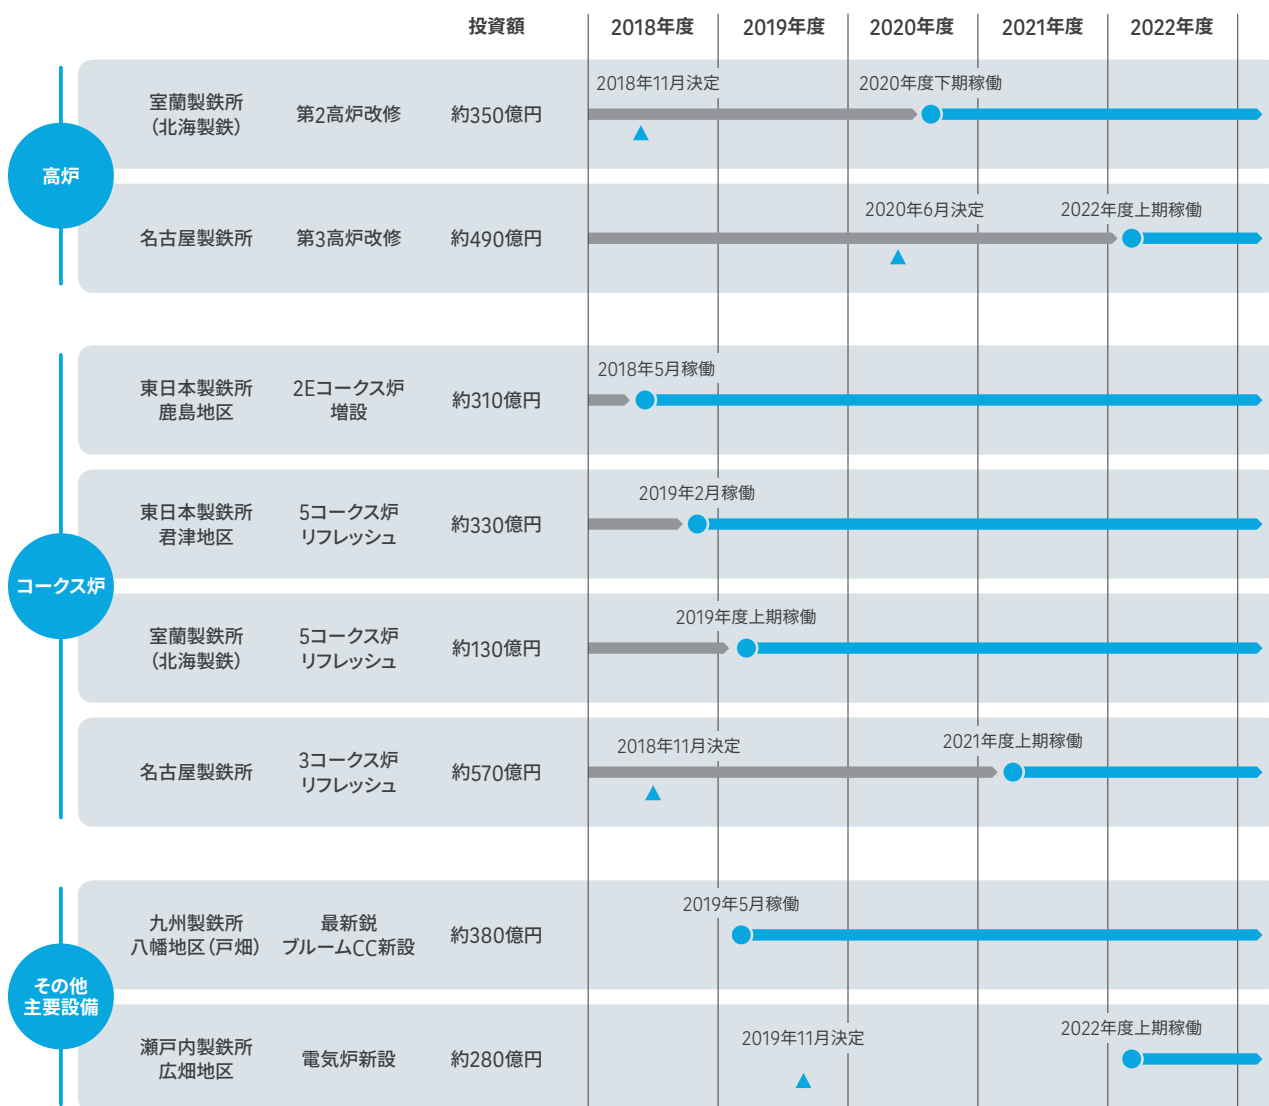 投資額 2018年度 2019年度 2020年度 2021年度 2022年度
高炉
室蘭製鉄所
（北海製鉄）
第2高炉改修
約350億円
2018年11月決定
2020年度下期稼働
名古屋製鉄所
第3高炉改修
約490億円
2020年6月決定
2022年度上期稼働
コークス炉
東日本製鉄所
鹿島地区
2Eコークス炉
増設
約310億円
2018年5月稼働
東日本製鉄所
君津地区
5コークス炉
リフレッシュ
約330億円
2019年2月稼働
室蘭製鉄所
（北海製鉄）
5コークス炉
リフレッシュ
約130億円
2019年度上期稼働
名古屋製鉄所
3コークス炉
リフレッシュ
約570億円
2018年11月決定
2021年度上期稼働
その他
主要設備
九州製鉄所
八幡地区（戸畑）
最新鋭
ブルームCC新設
約380億円
2019年5月稼働
瀬戸内製鉄所
広畑地区
電気炉新設
約280億円
2019年11月決定
2022年度上期稼働